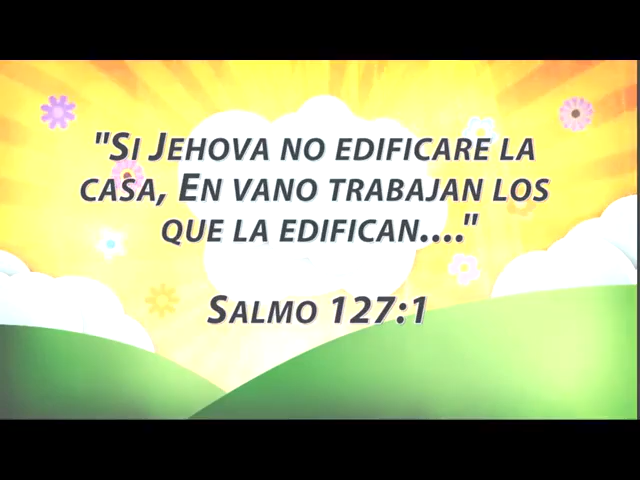 "Si Jehova no edificare la
casa, En vano trabajan los
que la edifican...."
Salmo 127:1